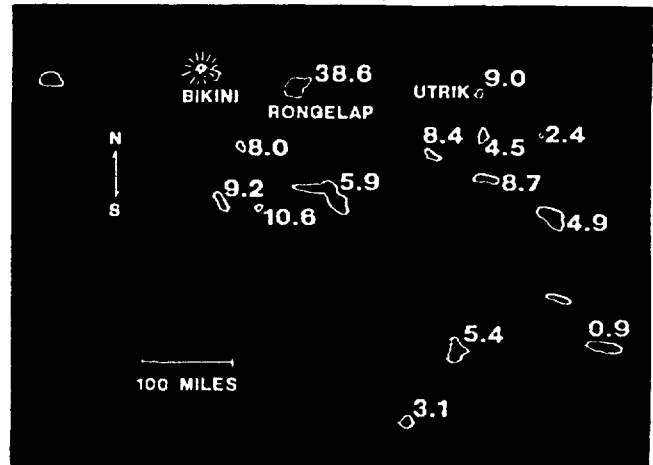 38.6
9.0
BIKINI
UTRIK
RONGELAP
N
8.0
8.4
4.5
2.4
9.2
5.9
8.7
S
10.6
4.9
5.4
0.9
100 MILES
3.1